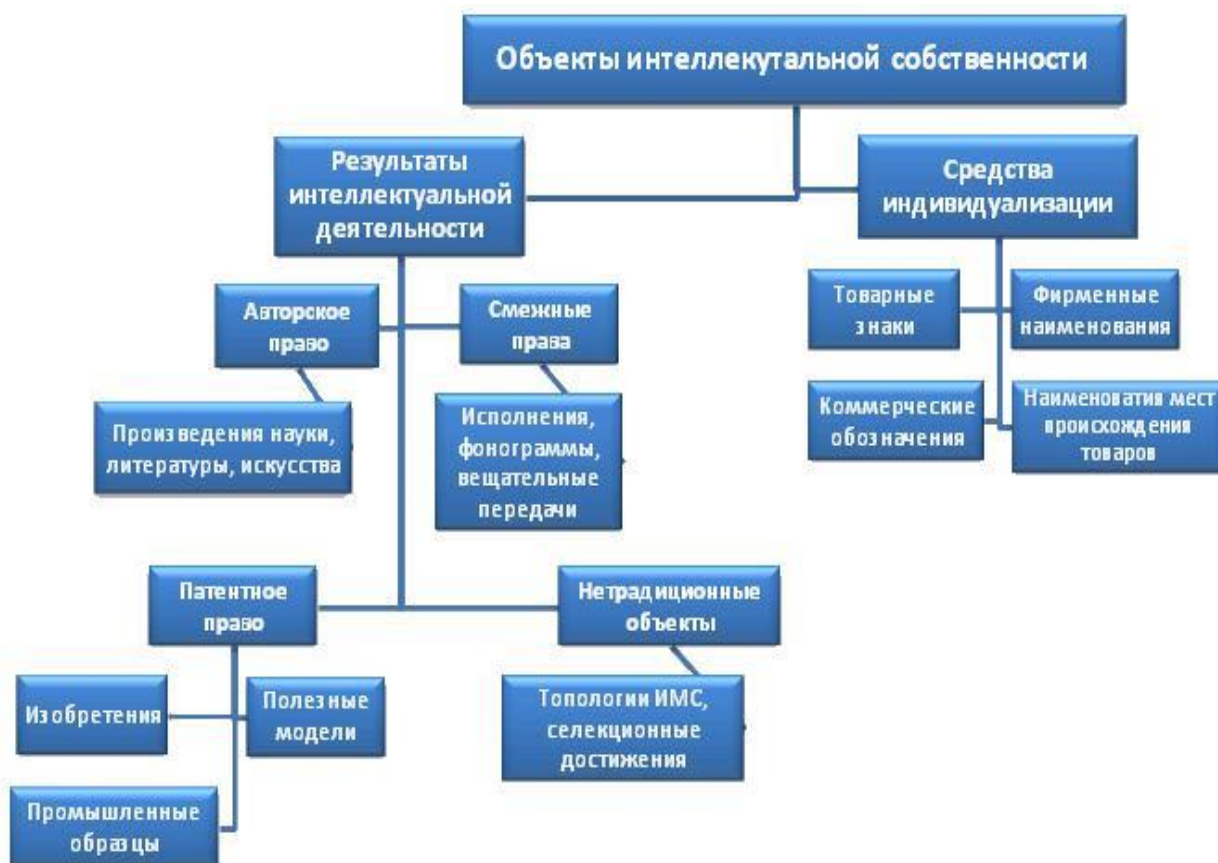 Объекты интеллекутальной собственности
Результаты
интеллектуальной
деятельности
Средства
индивидуализации
Авторское
право
Смежные
права
Товарные
знаки
Фирменные
наименования
Произведения науки,
литературы, искусства
Исполнения,
фонограммы,
вещательные
передачи
Коммерческие
обозначения
Наименоватия мест
происхождения
товаров
Патентное
право
Нетрадиционные
объекты
Изобретения
Полезные
модели
Топологии ИМС,
селекционные
достижения
Промышленные
образцы